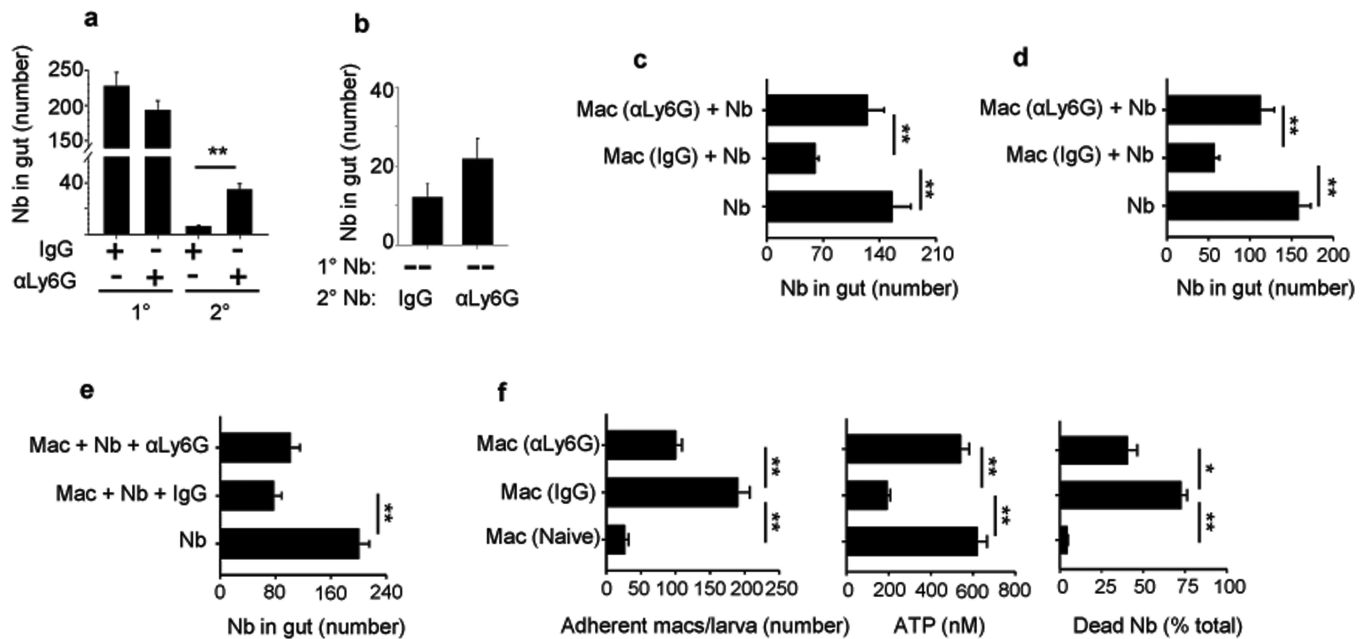 a
Nb in gut (number)
250
200
150
40
**
IgG + - + -
αLy6G - + - +
1° 2°
b
Nb in gut (number)
40
20
0
1° Nb: -- --
2° Nb: IgG αLy6G
c
Mac (αLy6G) + Nb
Mac (IgG) + Nb
Nb
**
**
0 70 140 210
Nb in gut (number)
d
Mac (αLy6G) + Nb
Mac (IgG) + Nb
Nb
**
**
0 50 100 150 200
Nb in gut (number)
e
Mac + Nb + αLy6G
Mac + Nb + IgG
Nb
**
0 80 160 240
Nb in gut (number)
f
Mac (αLy6G)
Mac (IgG)
Mac (Naive)
**
**
0 50 100 150 200 250
Adherent macs/larva (number)
**
**
0 200 400 600 800
ATP (nM)
*
**
0 25 50 75 100
Dead Nb (% total)